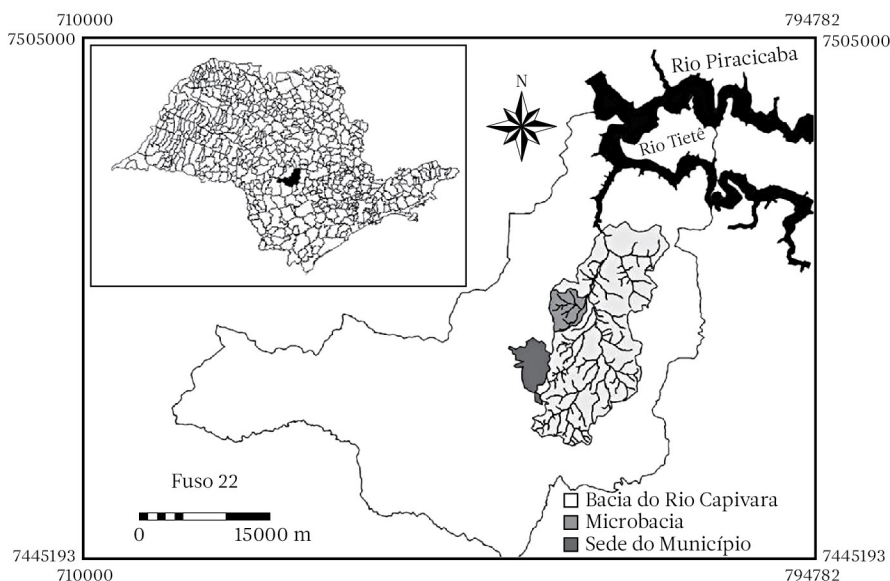 710000
794782
7505000
7505000
Rio Piracicaba
N
Rio Tietê
Fuso 22
0
15000 m
Bacia do Rio Capivara
Microbacia
Sede do Município
7445193
7445193
710000
794782